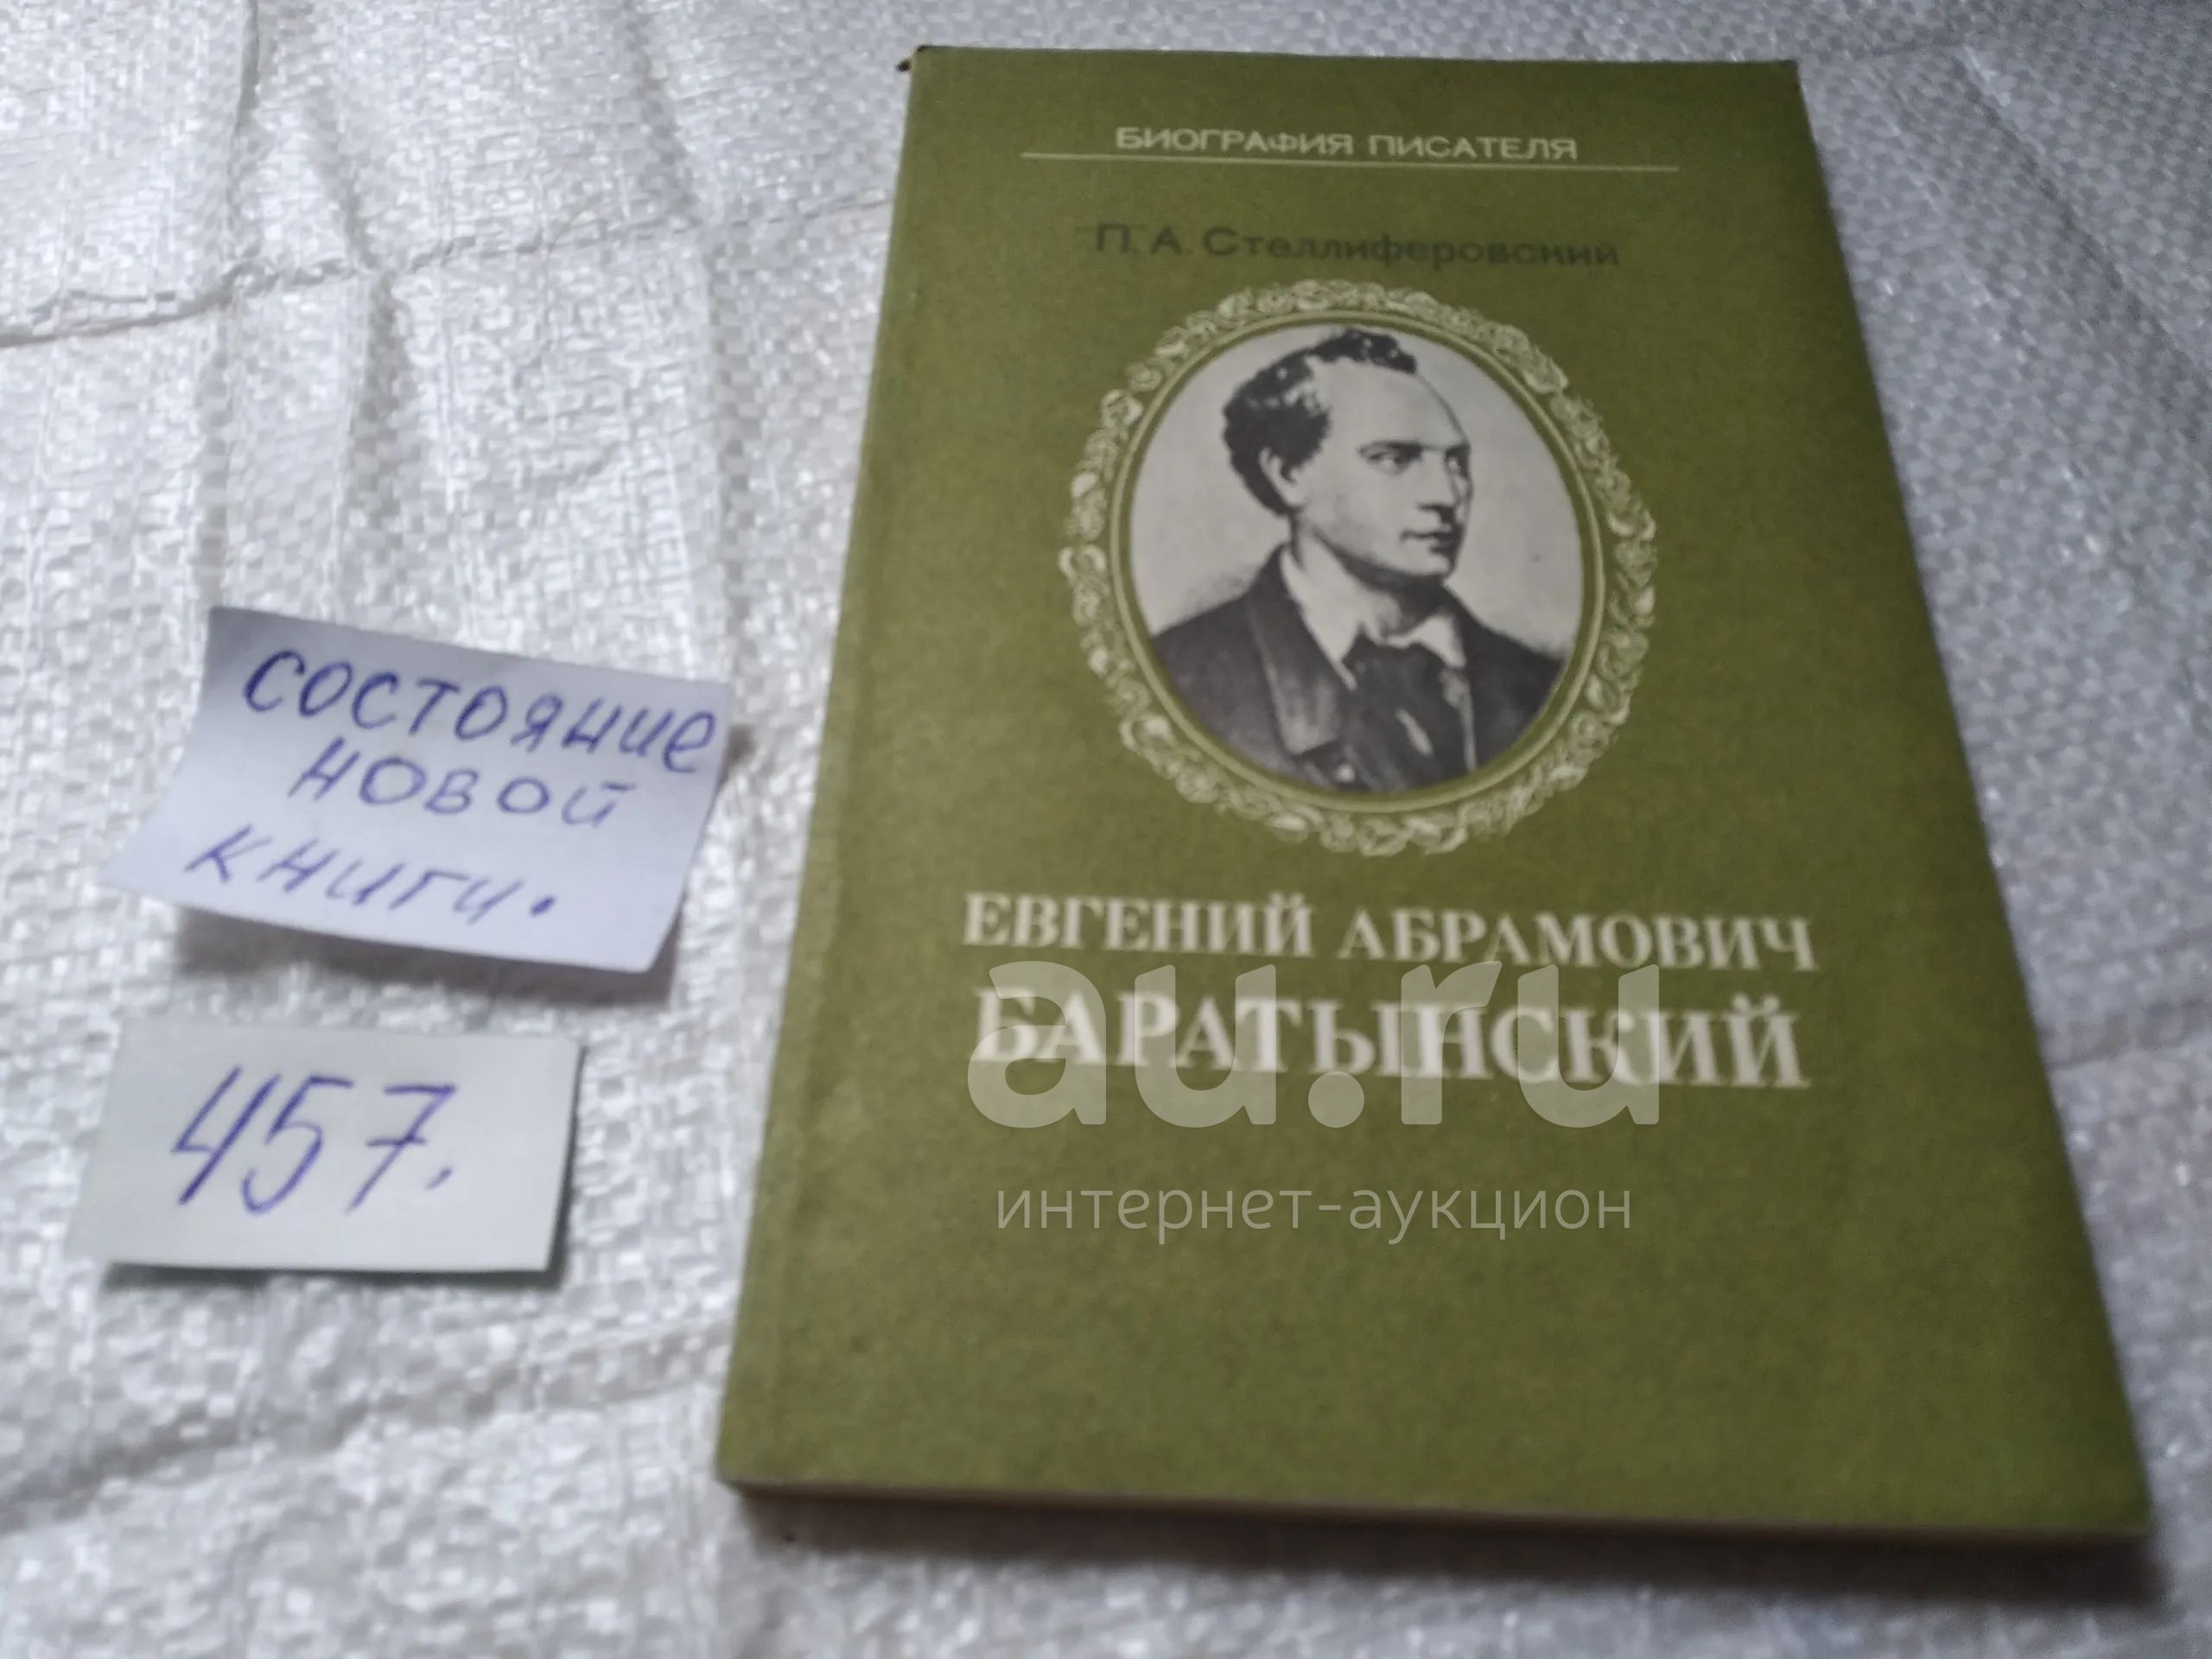 БИОГРАФИЯ ПИСАТЕЛЯ
П. А. Стеллиферовский
ЕВГЕНИЙ АБРАМОВИЧ
БАРАТЫНСКИЙ
au.ru
интернет-аукцион
состояние
новой
книги.
457.